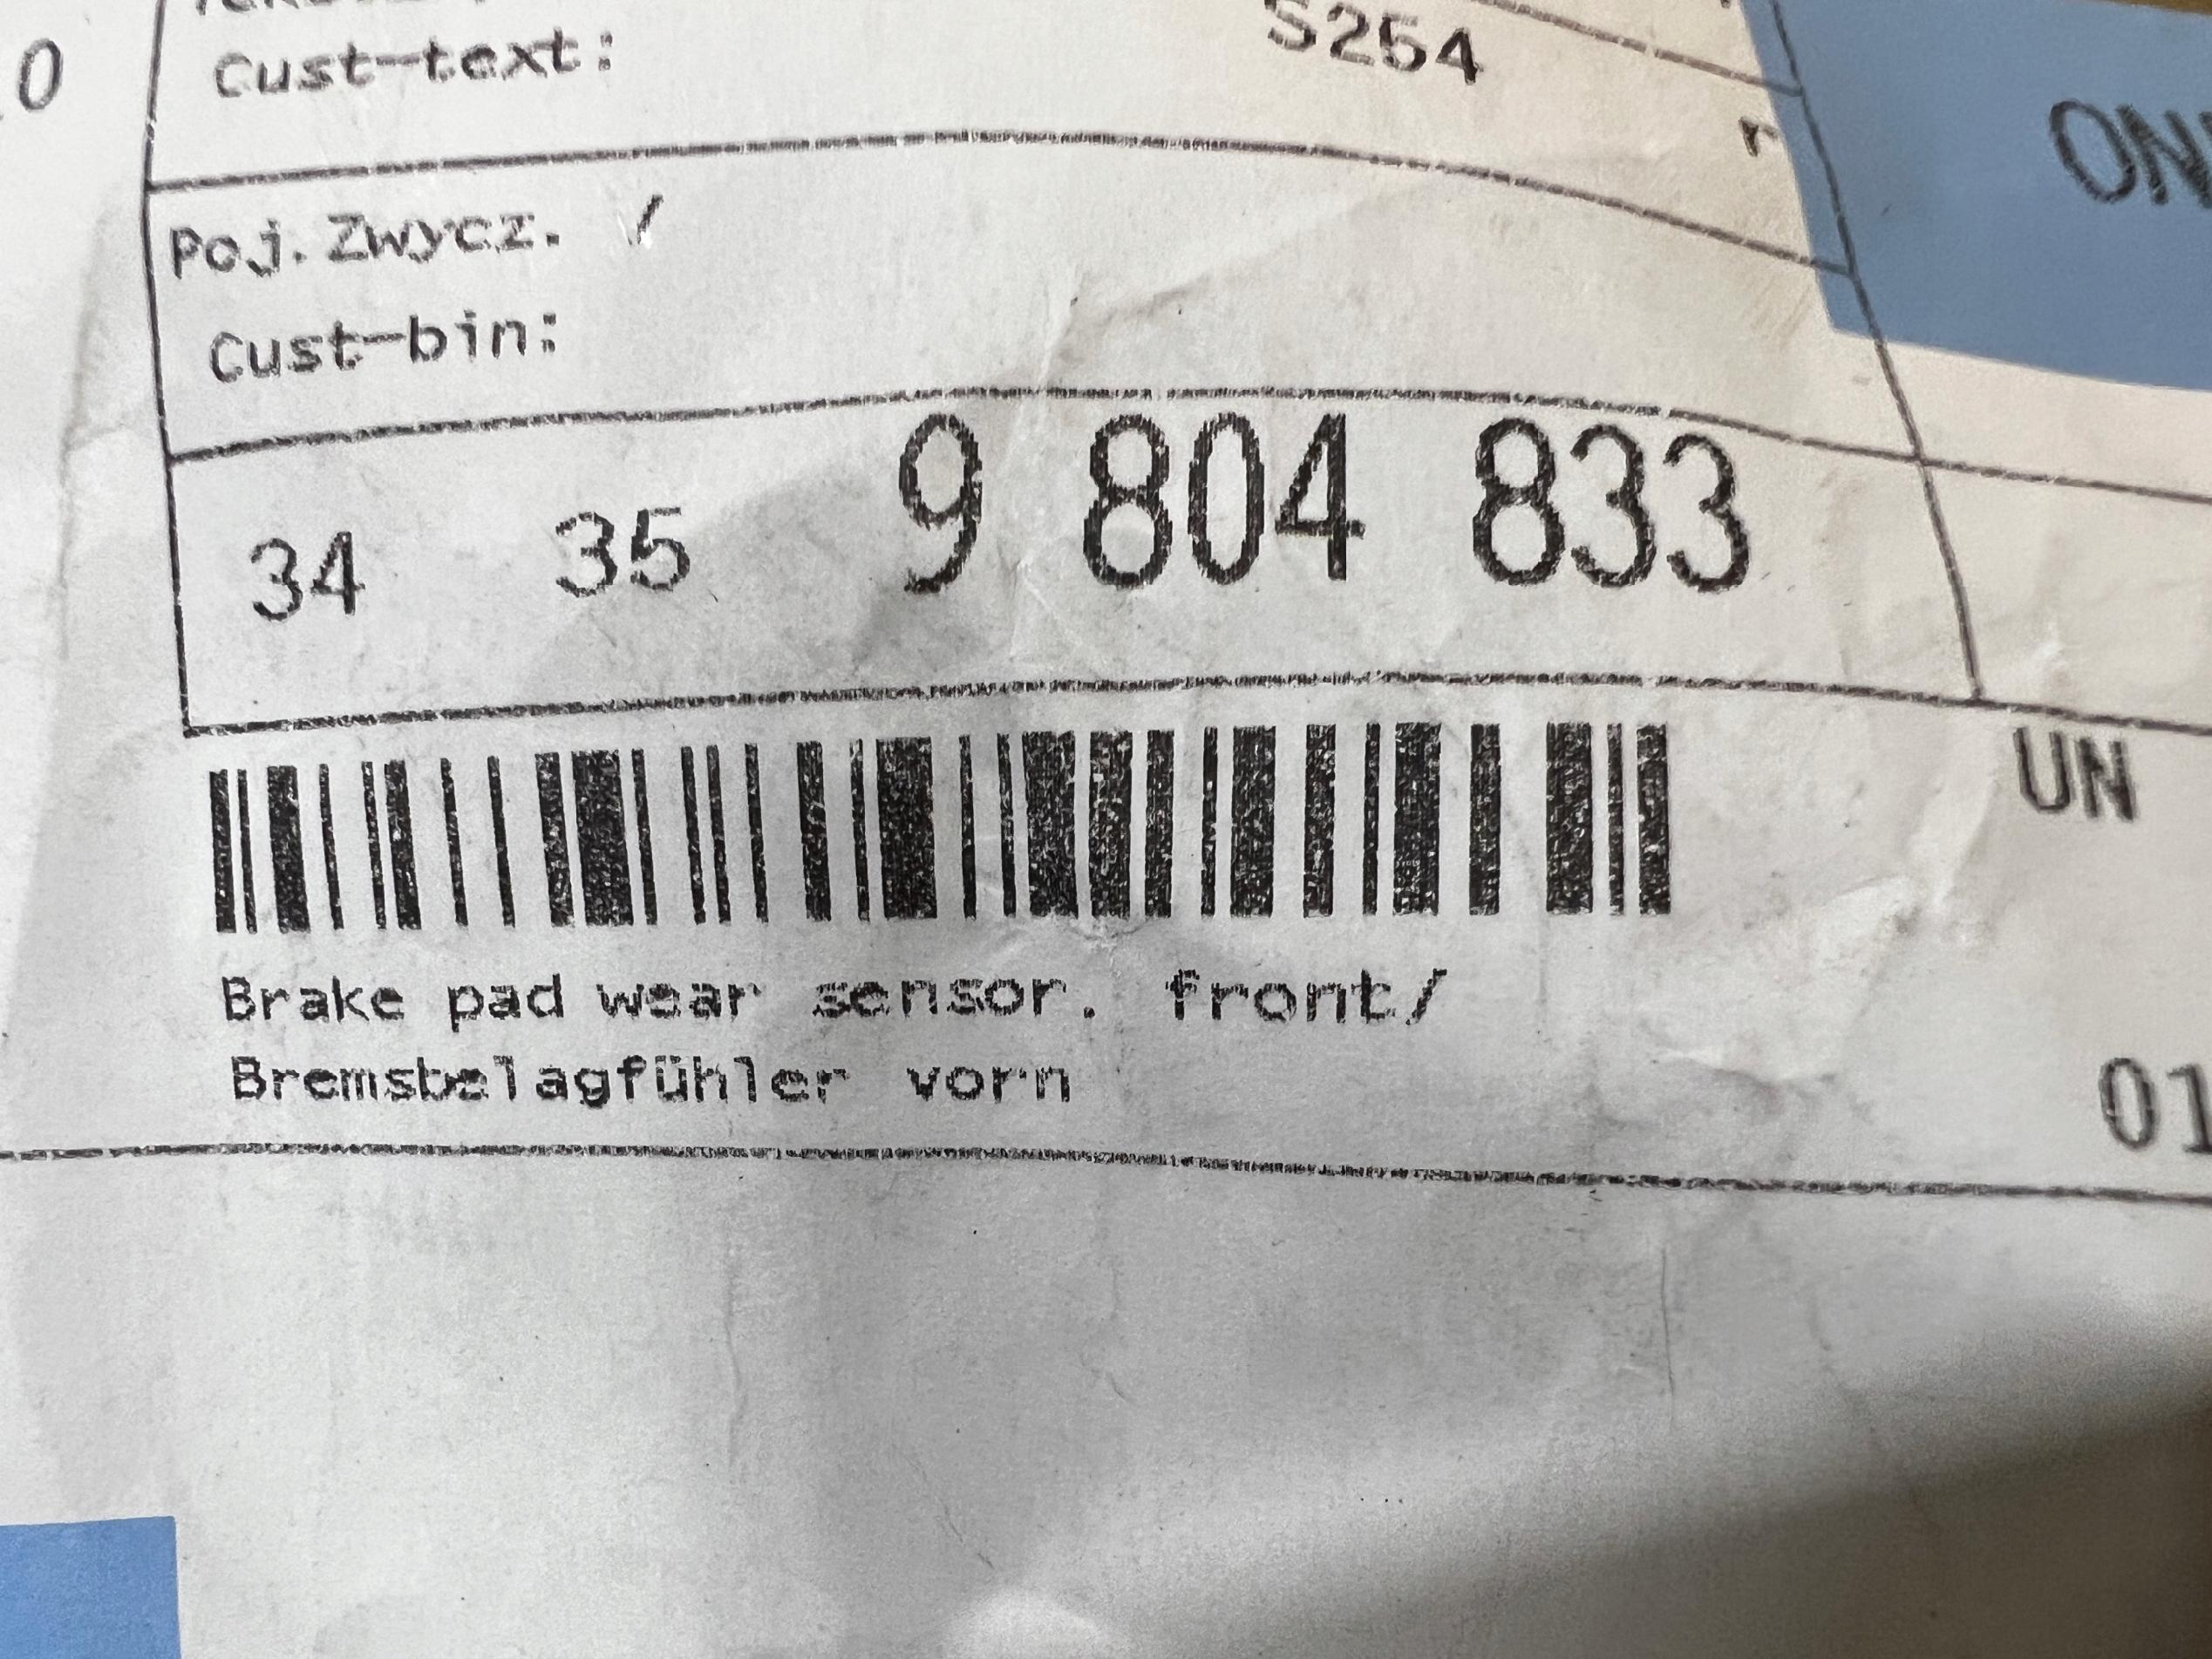 Cust-text:
S254
ON
Poj. Zwycz. /
Cust-bin:
34 35 9 804 833
UN
Brake pad wear sensor. front/
Bremsbelagfühler vorn
01